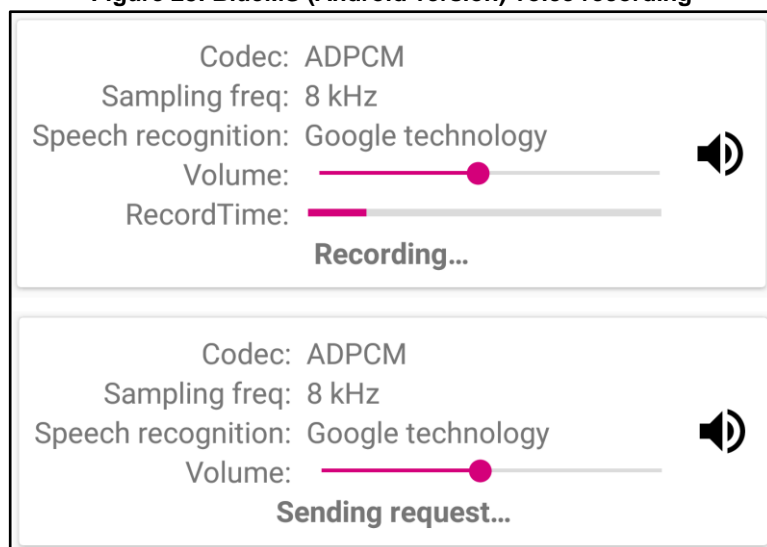 Codec: ADPCM
Sampling freq: 8 kHz
Speech recognition: Google technology
Volume:
RecordTime:
Recording...
Codec: ADPCM
Sampling freq: 8 kHz
Speech recognition: Google technology
Volume:
Sending request...